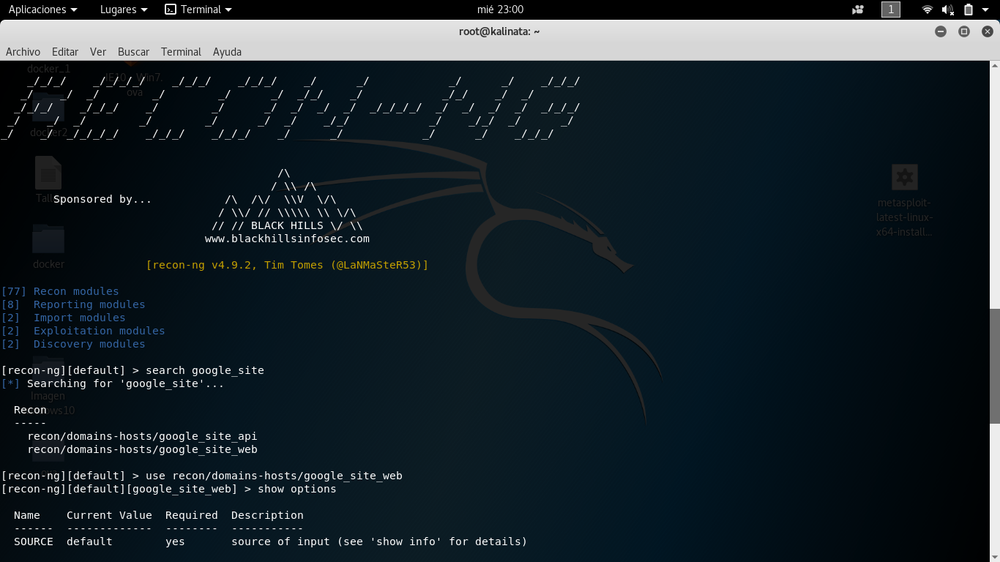 Aplicaciones Lugares Terminal mié 23:00 1
root@kalinata: ~
Archivo Editar Ver Buscar Terminal Ayuda
docker_1
IE10 - Win7.
ova
RECON-NG
docker2
/\
/ \\ /\
Sponsored by... /\ /\/ \\V \/\
/ \\/ // \\\\\ \\ \/\
// // BLACK HILLS \/ \\
www.blackhillsinfosec.com
metasploit-
latest-linux-
x64-install...
docker
[recon-ng v4.9.2, Tim Tomes (@LaNMaSteR53)]
[77] Recon modules
[8] Reporting modules
[2] Import modules
[2] Exploitation modules
[2] Discovery modules
[recon-ng][default] > search google_site
[*] Searching for 'google_site'...
Imagen
Recon
-----
recon/domains-hosts/google_site_api
recon/domains-hosts/google_site_web
[recon-ng][default] > use recon/domains-hosts/google_site_web
[recon-ng][default][google_site_web] > show options
Name Current Value Required Description
------ ------------- -------- -----------
SOURCE default yes source of input (see 'show info' for details)